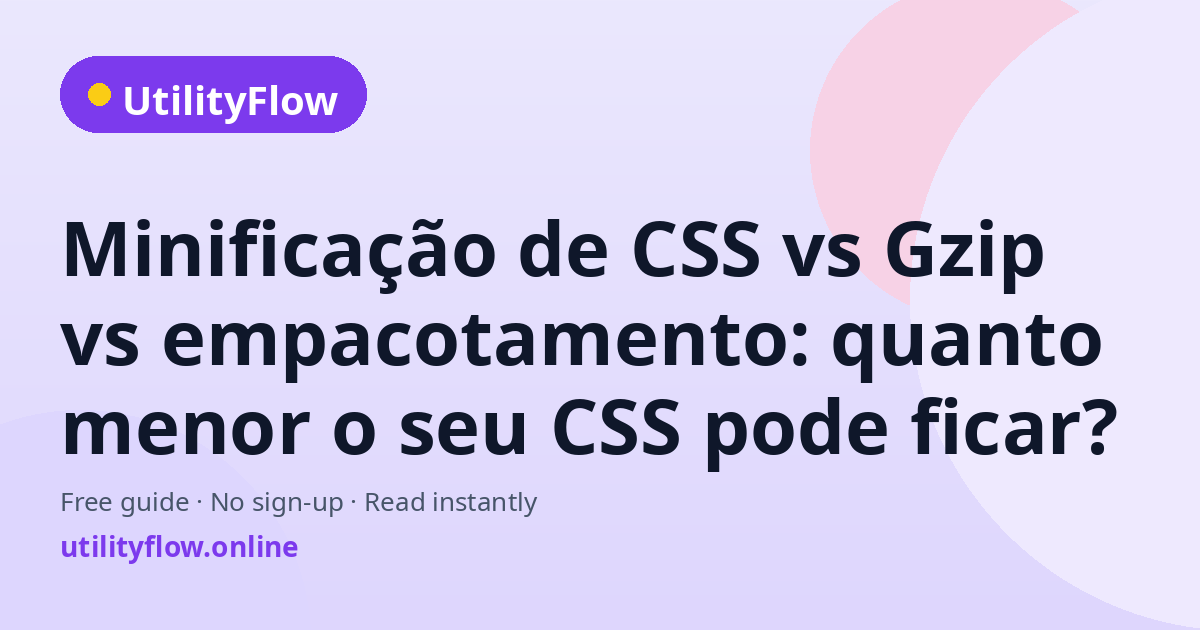 UtilityFlow
Minificação de CSS vs Gzip
vs empacotamento: quanto
menor o seu CSS pode ficar?
Free guide · No sign-up · Read instantly
utilityflow.online